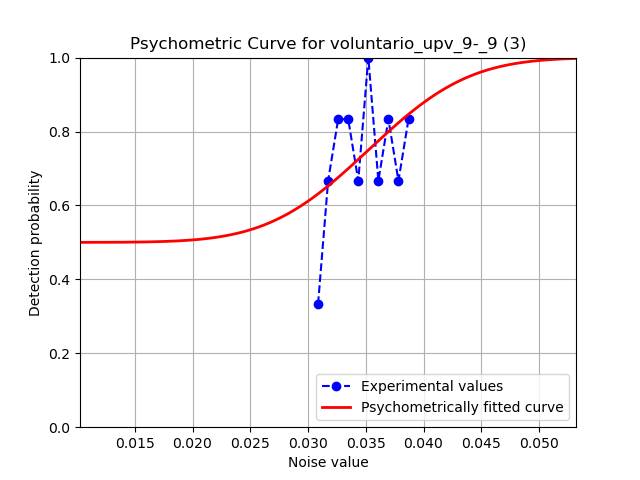 Psychometric Curve for voluntario_upv_9-_9 (3)
1.0
0.8
0.6
0.4
0.2
0.0
Detection probability
Experimental values
Psychometrically fitted curve
0.015 0.020 0.025 0.030 0.035 0.040 0.045 0.050
Noise value